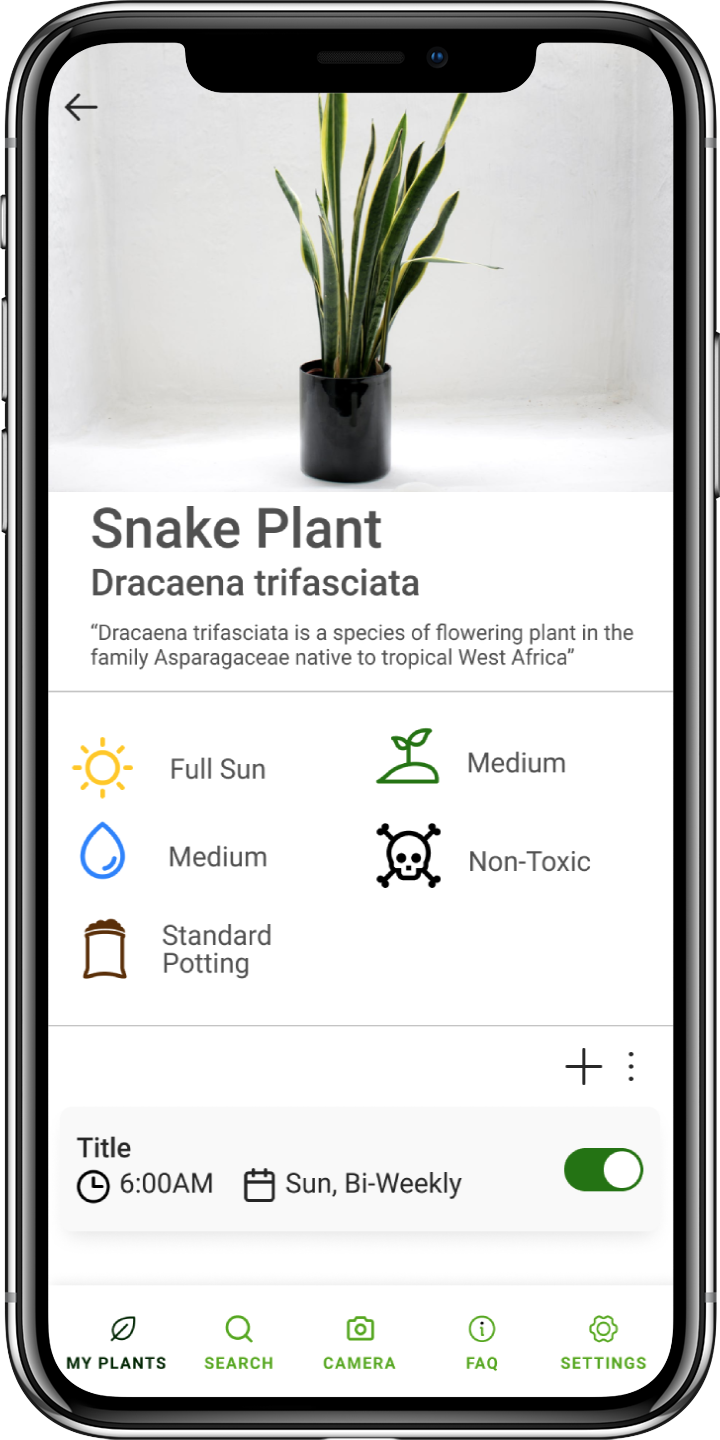 Snake Plant
Dracaena trifasciata
“Dracaena trifasciata is a species of flowering plant in the
family Asparagaceae native to tropical West Africa”
Full Sun
Medium
Medium
Non-Toxic
Standard
Potting
Title
6:00AM Sun, Bi-Weekly
MY PLANTS SEARCH CAMERA FAQ SETTINGS